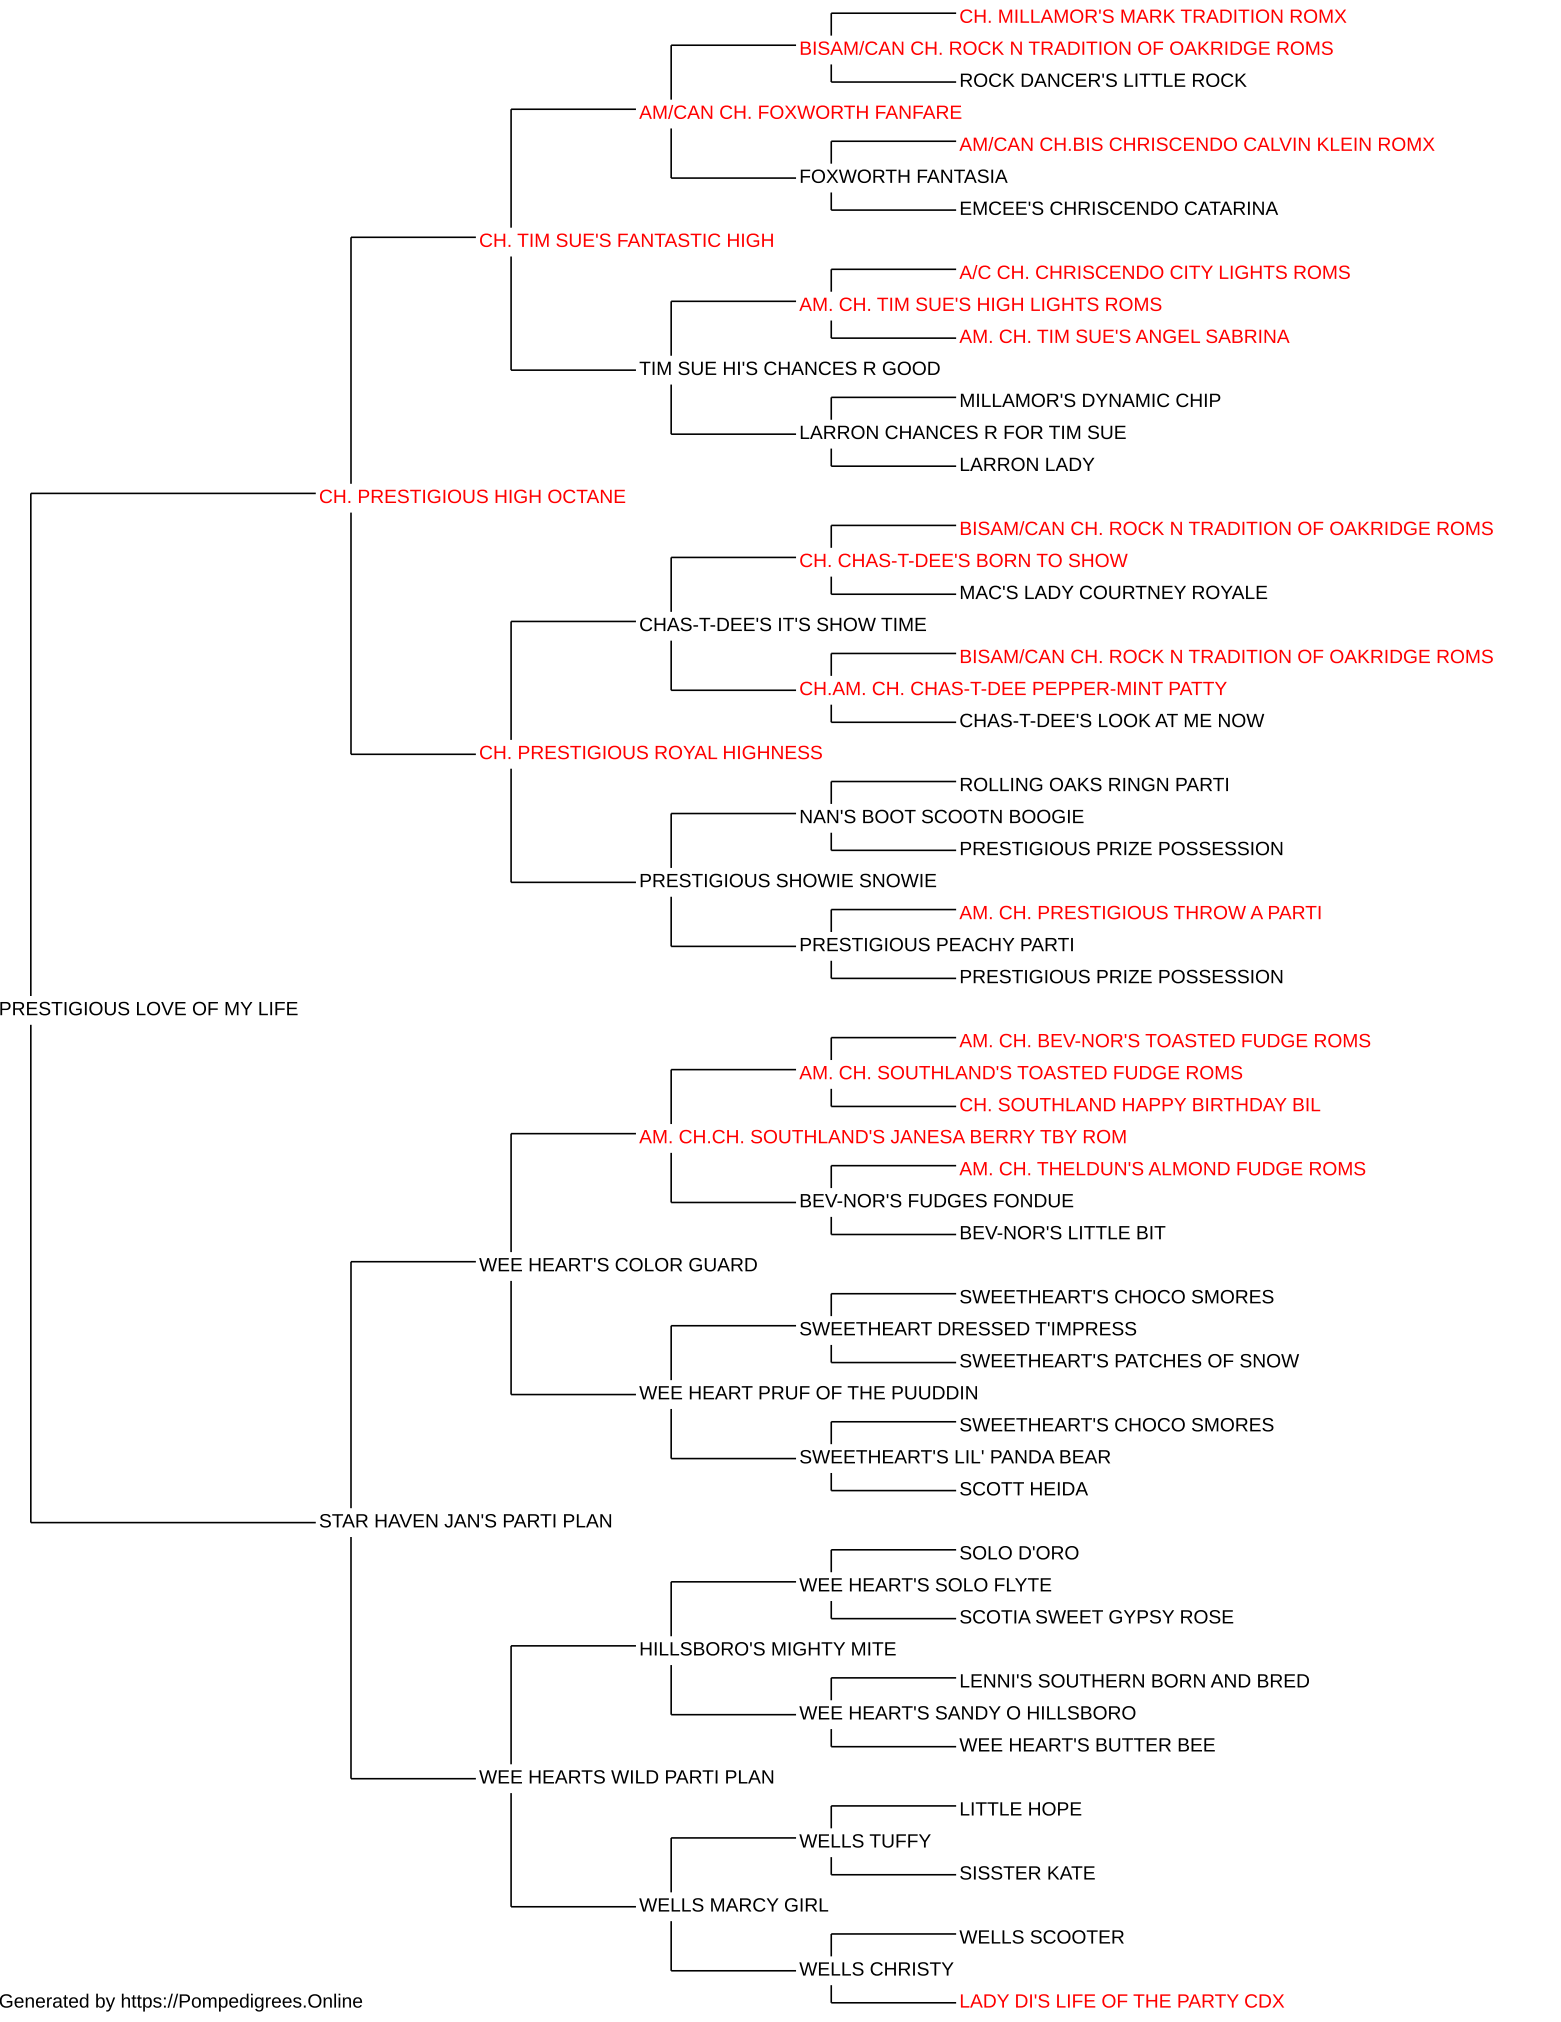 CH. MILLAMOR'S MARK TRADITION ROMX
BISAM/CAN CH. ROCK N TRADITION OF OAKRIDGE ROMS
ROCK DANCER'S LITTLE ROCK
AM/CAN CH. FOXWORTH FANFARE
AM/CAN CH.BIS CHRISCENDO CALVIN KLEIN ROMX
FOXWORTH FANTASIA
EMCEE'S CHRISCENDO CATARINA
CH. TIM SUE'S FANTASTIC HIGH
A/C CH. CHRISCENDO CITY LIGHTS ROMS
AM. CH. TIM SUE'S HIGH LIGHTS ROMS
AM. CH. TIM SUE'S ANGEL SABRINA
TIM SUE HI'S CHANCES R GOOD
MILLAMOR'S DYNAMIC CHIP
LARRON CHANCES R FOR TIM SUE
LARRON LADY
CH. PRESTIGIOUS HIGH OCTANE
BISAM/CAN CH. ROCK N TRADITION OF OAKRIDGE ROMS
CH. CHAS-T-DEE'S BORN TO SHOW
MAC'S LADY COURTNEY ROYALE
CHAS-T-DEE'S IT'S SHOW TIME
BISAM/CAN CH. ROCK N TRADITION OF OAKRIDGE ROMS
CH.AM. CH. CHAS-T-DEE PEPPER-MINT PATTY
CHAS-T-DEE'S LOOK AT ME NOW
CH. PRESTIGIOUS ROYAL HIGHNESS
ROLLING OAKS RINGN PARTI
NAN'S BOOT SCOOTN BOOGIE
PRESTIGIOUS PRIZE POSSESSION
PRESTIGIOUS SHOWIE SNOWIE
AM. CH. PRESTIGIOUS THROW A PARTI
PRESTIGIOUS PEACHY PARTI
PRESTIGIOUS PRIZE POSSESSION
PRESTIGIOUS LOVE OF MY LIFE
AM. CH. BEV-NOR'S TOASTED FUDGE ROMS
AM. CH. SOUTHLAND'S TOASTED FUDGE ROMS
CH. SOUTHLAND HAPPY BIRTHDAY BIL
AM. CH.CH. SOUTHLAND'S JANESA BERRY TBY ROM
AM. CH. THELDUN'S ALMOND FUDGE ROMS
BEV-NOR'S FUDGES FONDUE
BEV-NOR'S LITTLE BIT
WEE HEART'S COLOR GUARD
SWEETHEART'S CHOCO SMORES
SWEETHEART DRESSED T'IMPRESS
SWEETHEART'S PATCHES OF SNOW
WEE HEART PRUF OF THE PUUDDIN
SWEETHEART'S CHOCO SMORES
SWEETHEART'S LIL' PANDA BEAR
SCOTT HEIDA
STAR HAVEN JAN'S PARTI PLAN
SOLO D'ORO
WEE HEART'S SOLO FLYTE
SCOTIA SWEET GYPSY ROSE
HILLSBORO'S MIGHTY MITE
LENNI'S SOUTHERN BORN AND BRED
WEE HEART'S SANDY O HILLSBORO
WEE HEART'S BUTTER BEE
WEE HEARTS WILD PARTI PLAN
LITTLE HOPE
WELLS TUFFY
SISSTER KATE
WELLS MARCY GIRL
WELLS SCOOTER
WELLS CHRISTY
LADY DI'S LIFE OF THE PARTY CDX
Generated by https://Pompedigrees.Online